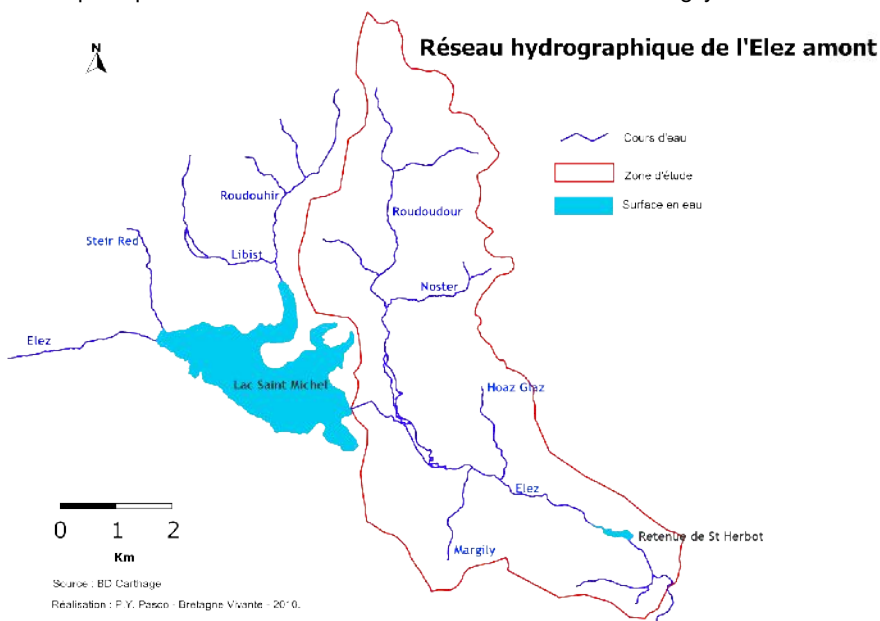 Réseau hydrographique de l'Elez amont
N
Cours d'eau
Zone d'étude
Surface en eau
Roudouhir
Roudoudour
Steir Red
Libist
Noster
Elez
Lac Saint Michel
Hoaz Glaz
Elez
Retenue de St Herbot
Margily
0 1 2
Km
Source : BD Carthage
Réalisation : P.Y. Pasco - Bretagne Vivante - 2010.